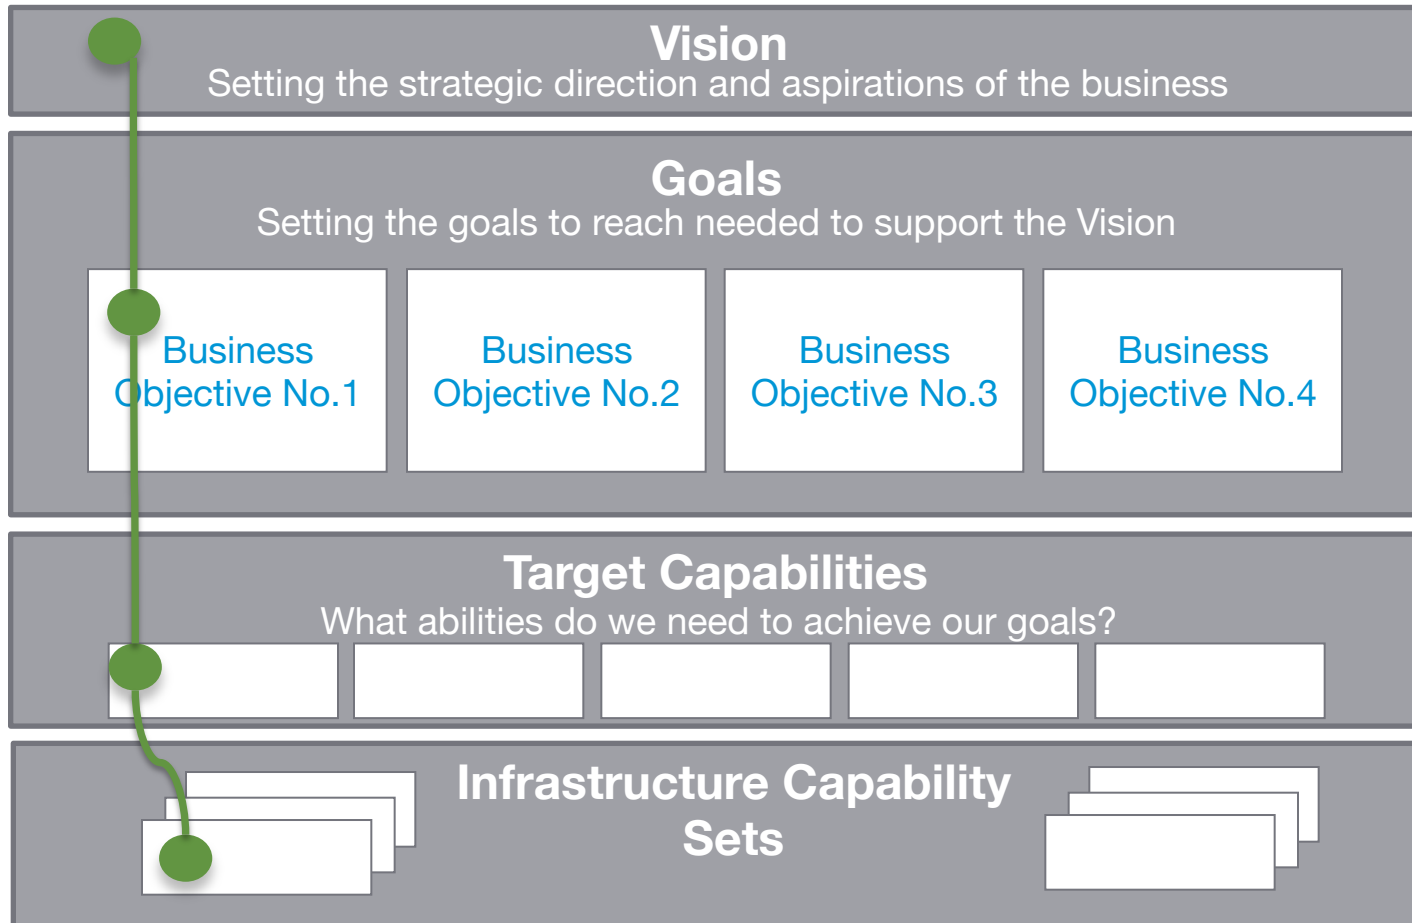 Vision
Setting the strategic direction and aspirations of the business
Goals
Setting the goals to reach needed to support the Vision
Business
Objective No.1
Business
Objective No.2
Business
Objective No.3
Business
Objective No.4
Target Capabilities
What abilities do we need to achieve our goals?
Infrastructure Capability
Sets